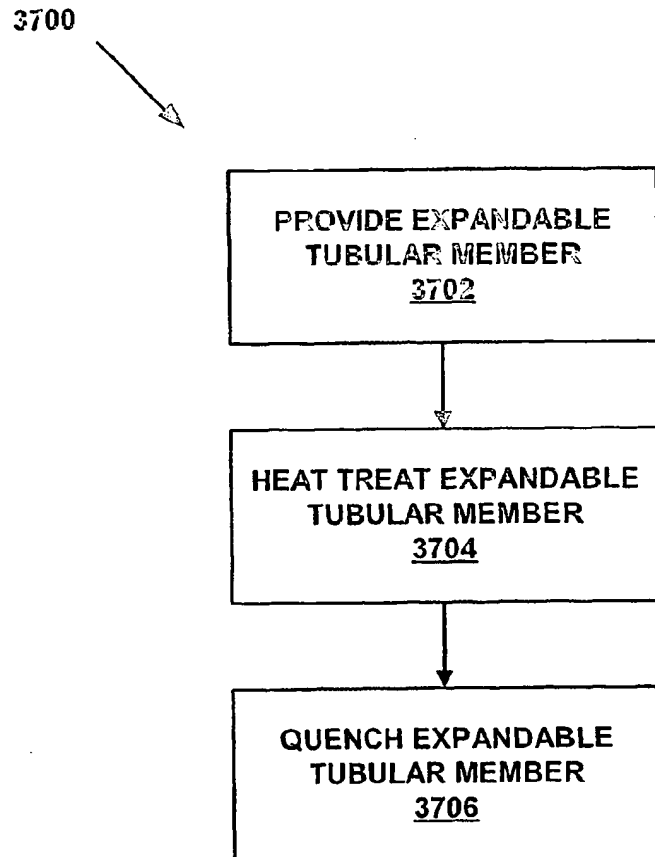 3700
PROVIDE EXPANDABLE
TUBULAR MEMBER
3702
HEAT TREAT EXPANDABLE
TUBULAR MEMBER
3704
QUENCH EXPANDABLE
TUBULAR MEMBER
3706